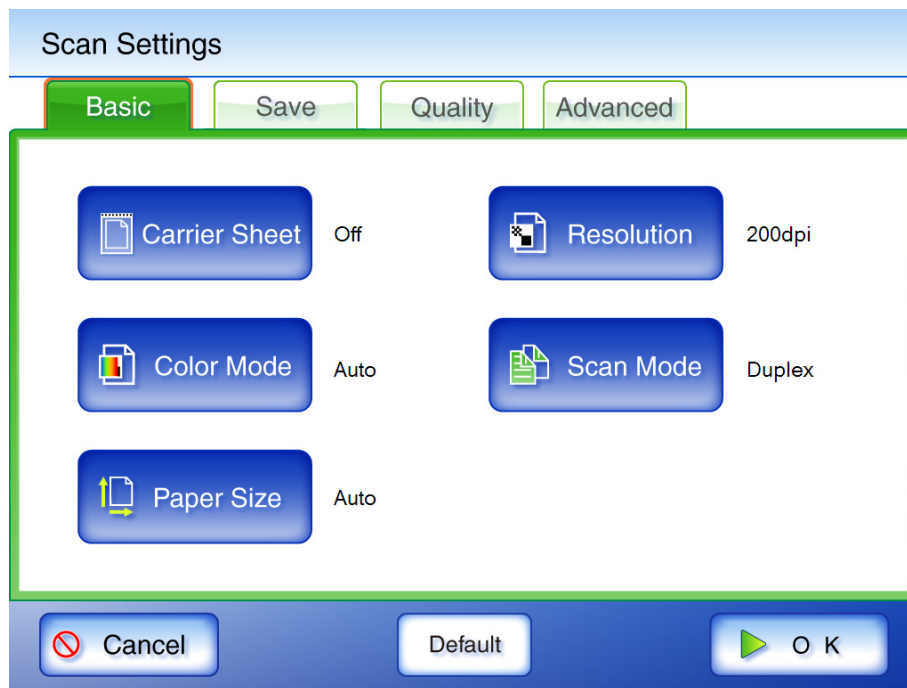 Scan Settings
Basic Save Quality Advanced
Carrier Sheet Off Resolution 200dpi
Color Mode Auto Scan Mode Duplex
Paper Size Auto
Cancel Default O K